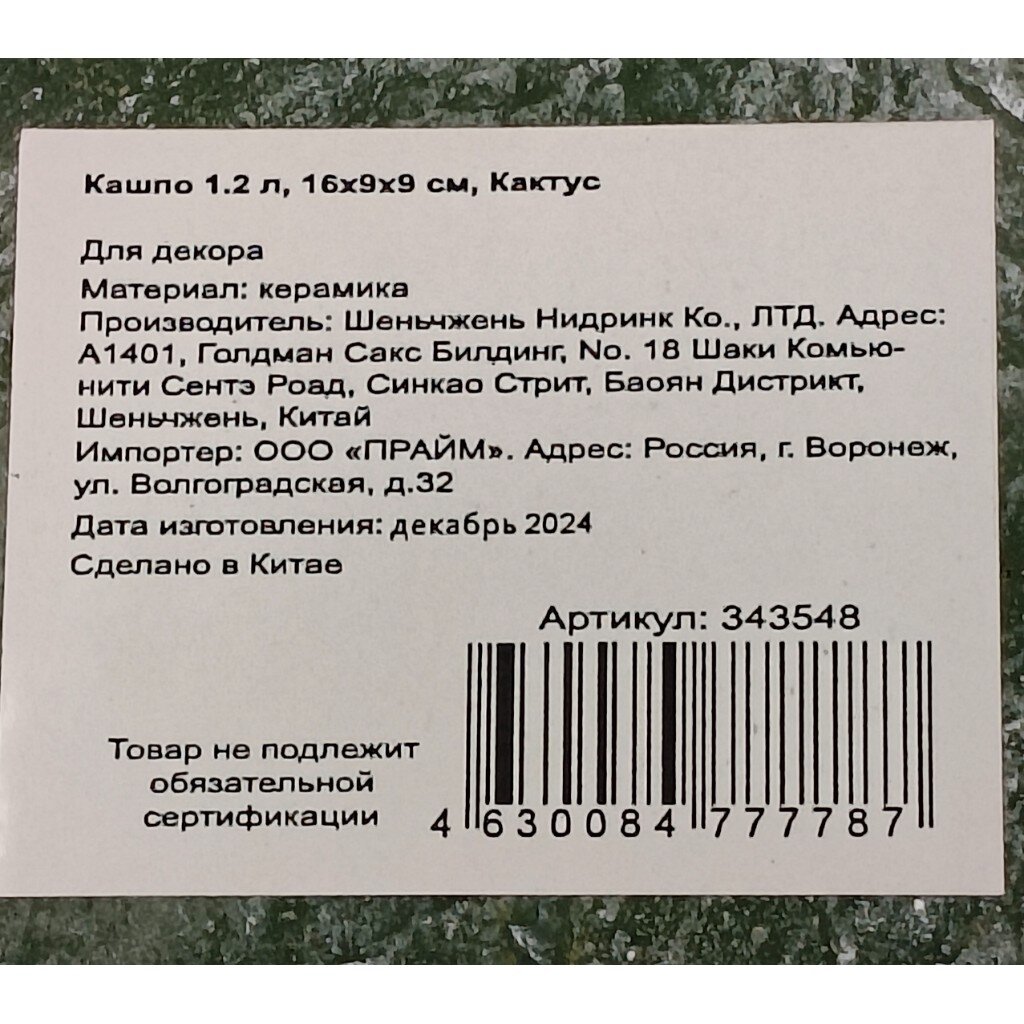 Кашпо 1.2 л, 16x9x9 см, Кактус
Для декора
Материал: керамика
Производитель: Шеньчжень Нидринк Ко., ЛТД. Адрес:
А1401, Голдман Сакс Билдинг, No. 18 Шаки Комью-
нити Сентэ Роад, Синкао Стрит, Баоян Дистрикт,
Шеньчжень, Китай
Импортер: ООО «ПРАЙМ». Адрес: Россия, г. Воронеж,
ул. Волгоградская, д.32
Дата изготовления: декабрь 2024
Сделано в Китае
Артикул: 343548
Товар не подлежит
обязательной
сертификации
4 630084 777787